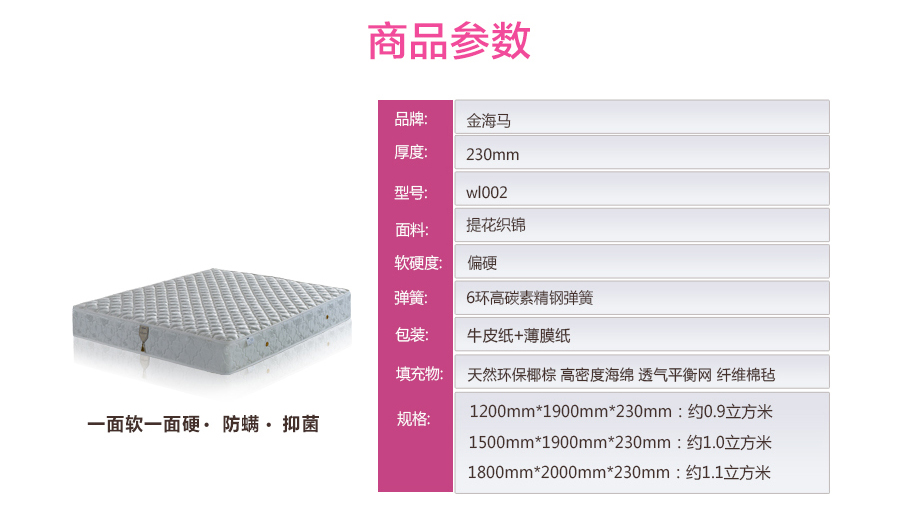 商品参数
品牌: 金海马
厚度: 230mm
型号: wl002
面料: 提花织锦
软硬度: 偏硬
弹簧: 6环高碳素精钢弹簧
包装: 牛皮纸+薄膜纸
填充物: 天然环保椰棕 高密度海绵 透气平衡网 纤维棉毡
规格: 1200mm*1900mm*230mm：约0.9立方米
1500mm*1900mm*230mm：约1.0立方米
1800mm*2000mm*230mm：约1.1立方米
一面软一面硬· 防螨· 抑菌